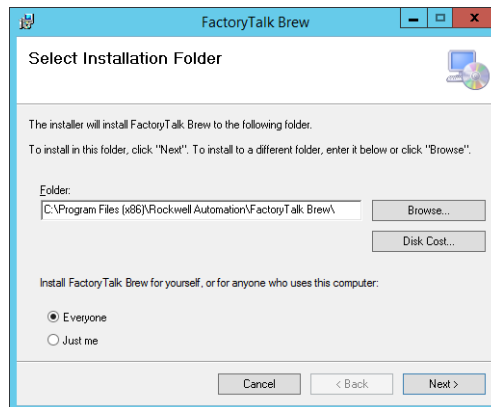 FactoryTalk Brew
Select Installation Folder
The installer will install FactoryTalk Brew to the following folder.
To install in this folder, click "Next". To install to a different folder, enter it below or click "Browse".
Folder:
C:\Program Files (x86)\Rockwell Automation\FactoryTalk Brew\
Browse...
Disk Cost...
Install FactoryTalk Brew for yourself, or for anyone who uses this computer:
Everyone
Just me
Cancel
< Back
Next >